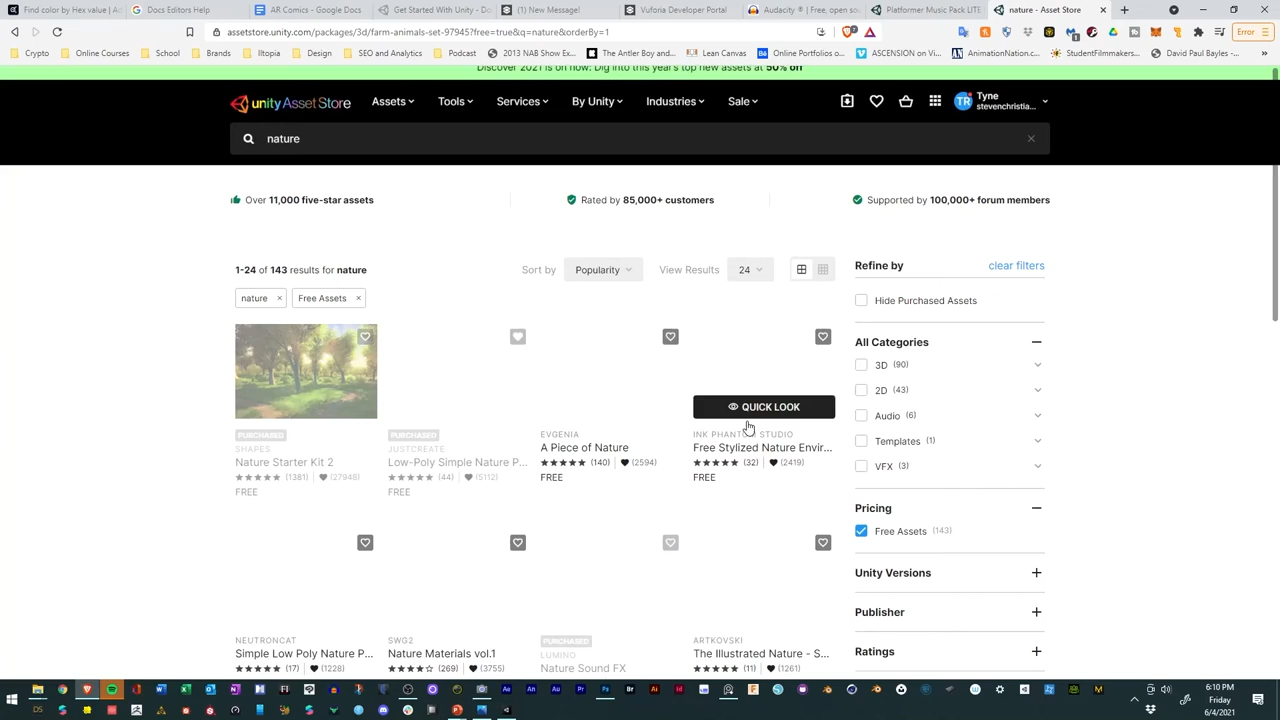 Find color by Hex value | Ad
Docs Editors Help
AR Comics - Google Docs
Get Started With Unity - Do
(1) New Message!
Vuforia Developer Portal
Audacity ® | Free, open sou
Platformer Music Pack LITE
nature - Asset Store
assetstore.unity.com/packages/3d/farm-animals-set-97945?free=true&q=nature&orderBy=1
Error
Crypto
Online Courses
School
Brands
Iltopia
Design
SEO and Analytics
Podcast
2013 NAB Show Exp...
The Antler Boy and...
Lean Canvas
Online Portfolios o...
ASCENSION on Vi...
AnimationNation.c...
StudentFilmmakers...
David Paul Bayles -...
Discover 2021 is on now: Dig into this year's top new assets at 50% off
unity Asset Store
Assets
Tools
Services
By Unity
Industries
Sale
TR
Tyne
stevenchristia...
nature
Over 11,000 five-star assets
Rated by 85,000+ customers
Supported by 100,000+ forum members
1-24 of 143 results for nature
Sort by
Popularity
View Results
24
nature ×
Free Assets ×
PURCHASED
SHAPES
Nature Starter Kit 2
(1381) | (27948)
FREE
PURCHASED
JUSTCREATE
Low-Poly Simple Nature P...
(44) | (5112)
FREE
EVGENIA
A Piece of Nature
(140) | (2594)
FREE
QUICK LOOK
INK PHANTOM STUDIO
Free Stylized Nature Envir...
(32) | (2419)
FREE
NEUTRONCAT
Simple Low Poly Nature P...
(17) | (1228)
SWG2
Nature Materials vol.1
(269) | (3755)
PURCHASED
LUMINO
Nature Sound FX
ARTKOVSKI
The Illustrated Nature - S...
(11) | (1261)
Refine by
clear filters
Hide Purchased Assets
All Categories
3D (90)
2D (43)
Audio (6)
Templates (1)
VFX (3)
Pricing
Free Assets (143)
Unity Versions
Publisher
Ratings
6:10 PM
Friday
6/4/2021